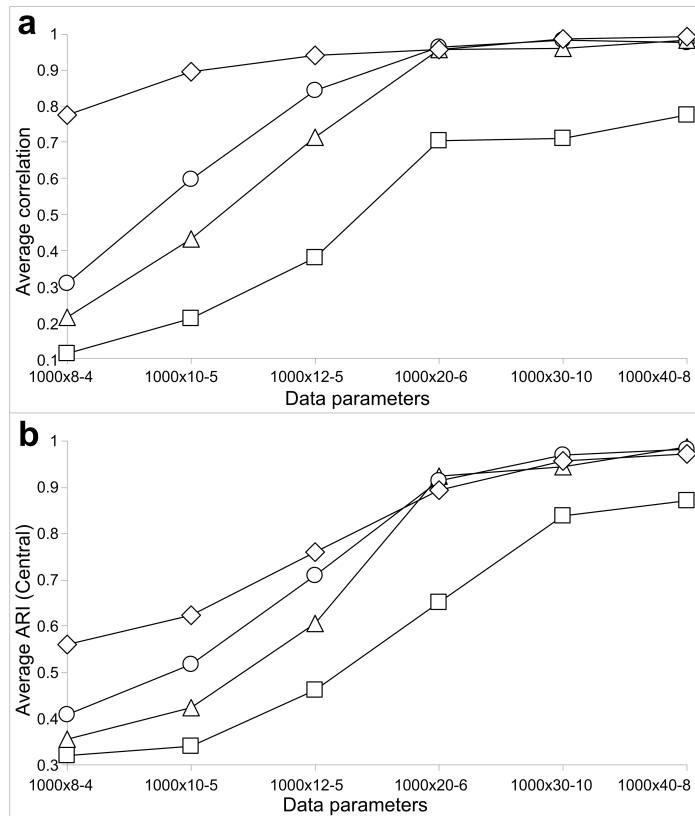 a
Average correlation
1
0.9
0.8
0.7
0.6
0.5
0.4
0.3
0.2
0.1
1000x8-4 1000x10-5 1000x12-5 1000x20-6 1000x30-10 1000x40-8
Data parameters
b
Average ARI (Central)
1
0.9
0.8
0.7
0.6
0.5
0.4
0.3
1000x8-4 1000x10-5 1000x12-5 1000x20-6 1000x30-10 1000x40-8
Data parameters